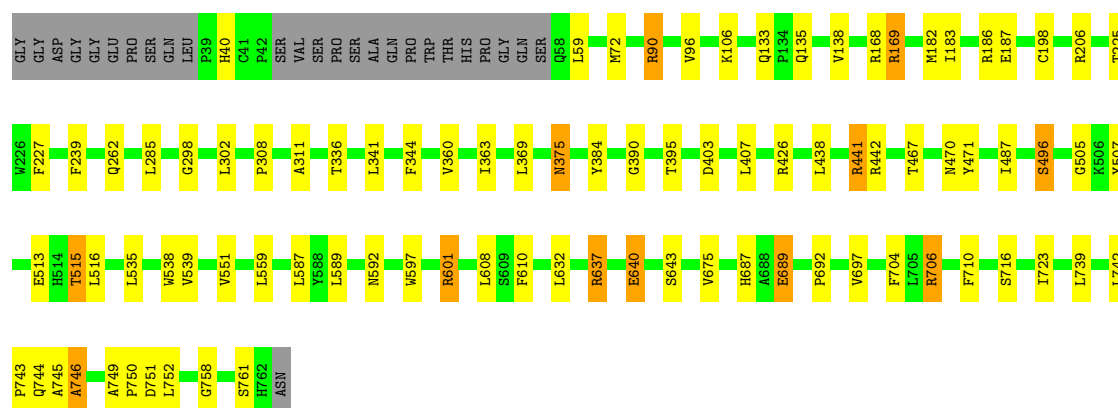 GLY GLY ASP GLY GLY GLU PRO SER GLN LEU P39 H40 C41 P42 SER VAL SER PRO SER ALA GLN PRO TRP THR HIS PRO GLY GLN SER Q58 L59 M72 R90 V96 K106 Q133 P134 Q135 V138 R168 R169 M182 I183 R186 E187 C198 R206 T225
W226 F227 F239 Q262 L285 G298 L302 P308 A311 T336 L341 F344 V360 I363 L369 N375 Y384 G390 T395 D403 L407 R426 L438 R441 R442 T467 N470 Y471 I487 S496 G505 K506 Y507
E513 H514 T515 L516 L535 W538 V539 V551 L559 L587 Y588 L589 N592 W597 R601 L608 S609 F610 L632 R637 E640 S643 V675 H687 A688 E689 P692 V697 F704 L705 R706 F710 S716 I723 L739 L742
P743 Q744 A745 A746 A749 P750 D751 L752 G758 S761 H762 ASN